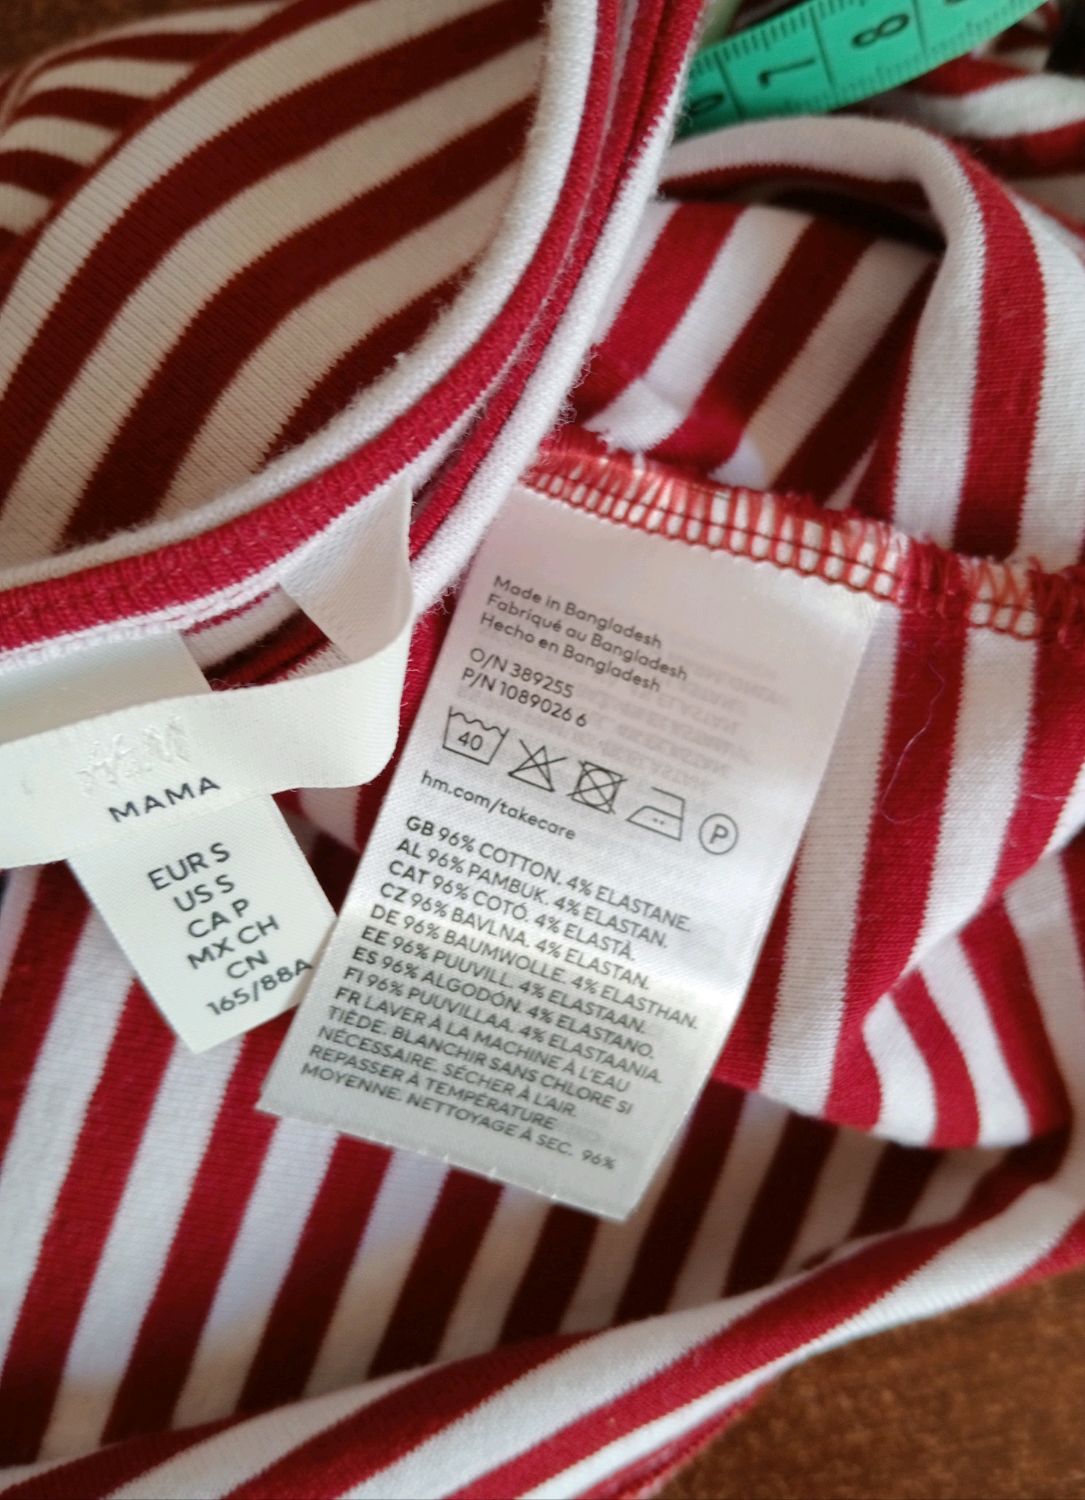 7
8
H&M
MAMA
EUR S
US S
CA P
MX CH
CN
165/88A
Made in Bangladesh
Fabriqué au Bangladesh
Hecho en Bangladesh
O/N 389255
P/N 1089026 6
40
P
hm.com/takecare
GB 96% COTTON. 4% ELASTANE.
AL 96% PAMBUK. 4% ELASTAN.
CAT 96% COTÓ. 4% ELASTÀ.
CZ 96% BAVLNA. 4% ELASTAN.
DE 96% BAUMWOLLE. 4% ELASTHAN.
EE 96% PUUVILL. 4% ELASTAAN.
ES 96% ALGODÓN. 4% ELASTANO.
FI 96% PUUVILLAA. 4% ELASTAANIA.
FR LAVER À LA MACHINE À L'EAU
TIÈDE. BLANCHIR SANS CHLORE SI
NÉCESSAIRE. SÉCHER À L'AIR.
REPASSER À TEMPÉRATURE
MOYENNE. NETTOYAGE À SEC. 96%